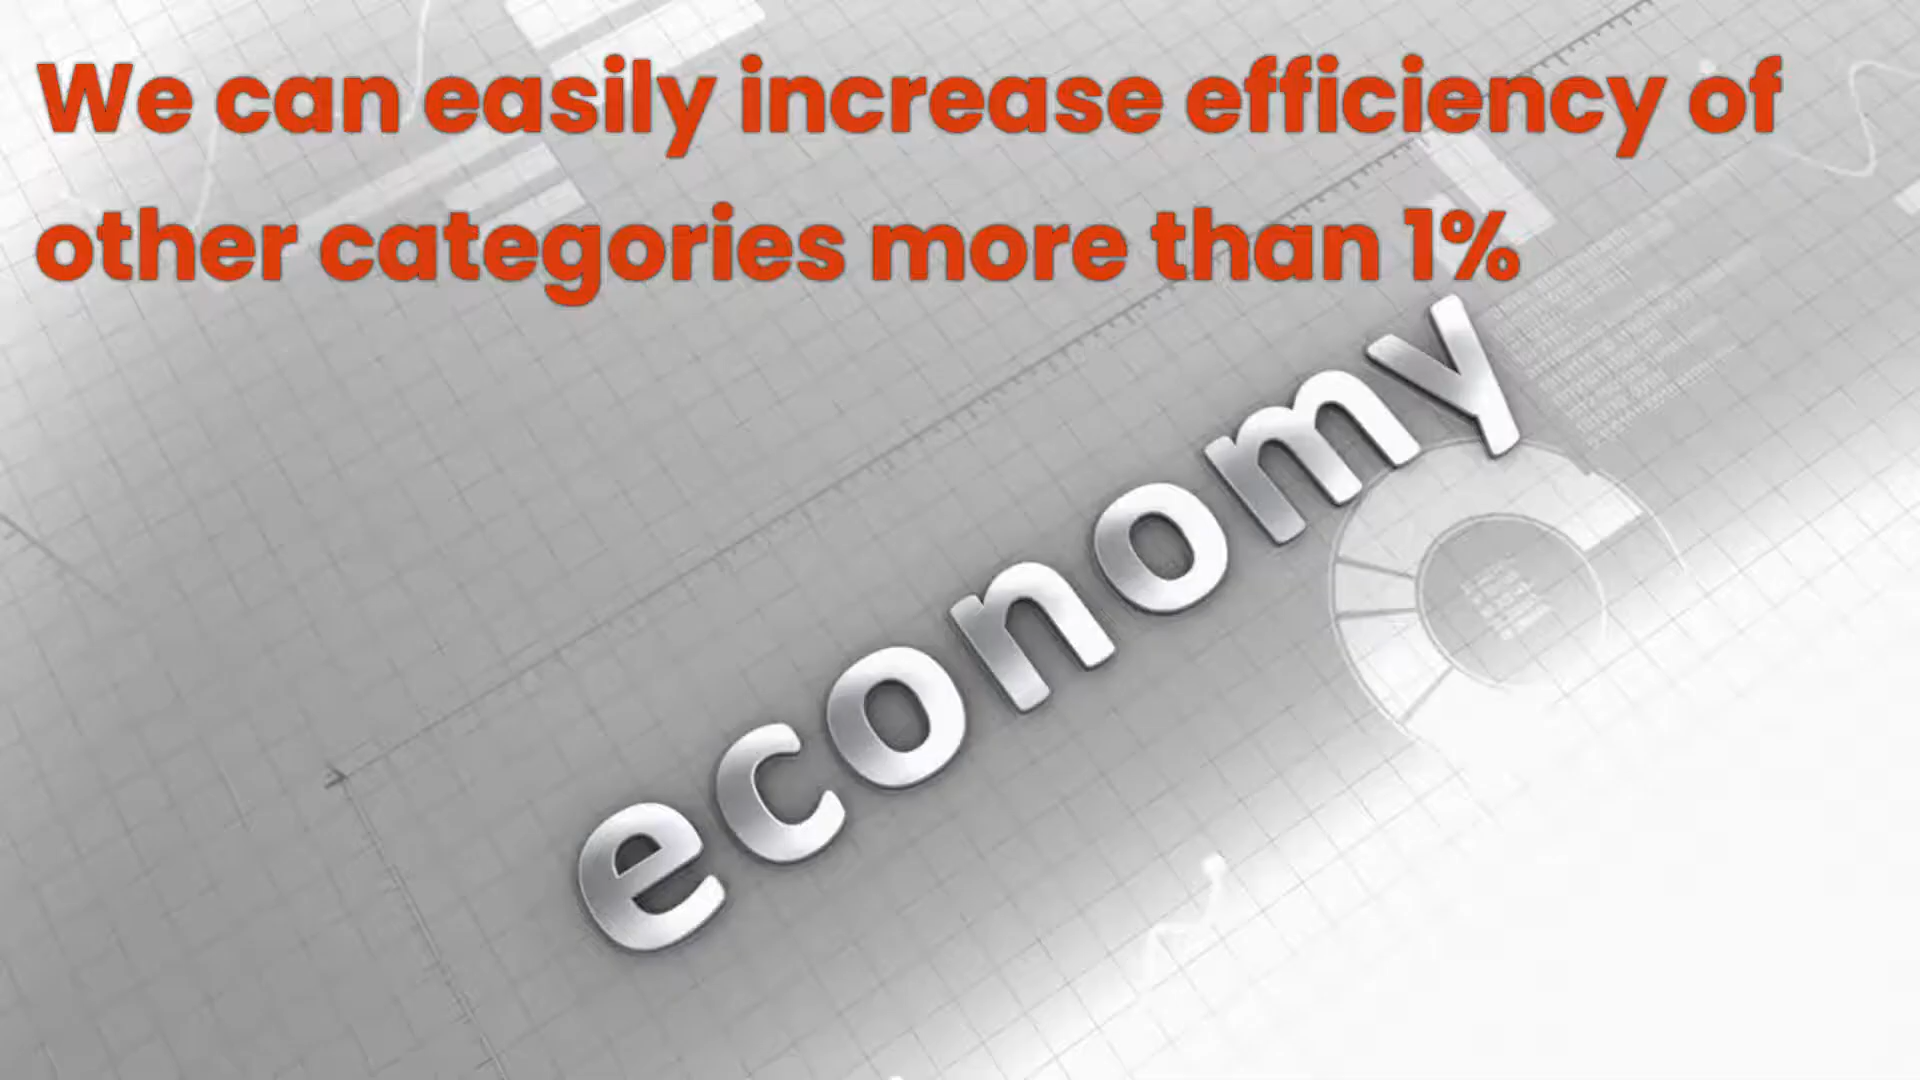 We can easily increase efficiency of
other categories more than 1%
economy